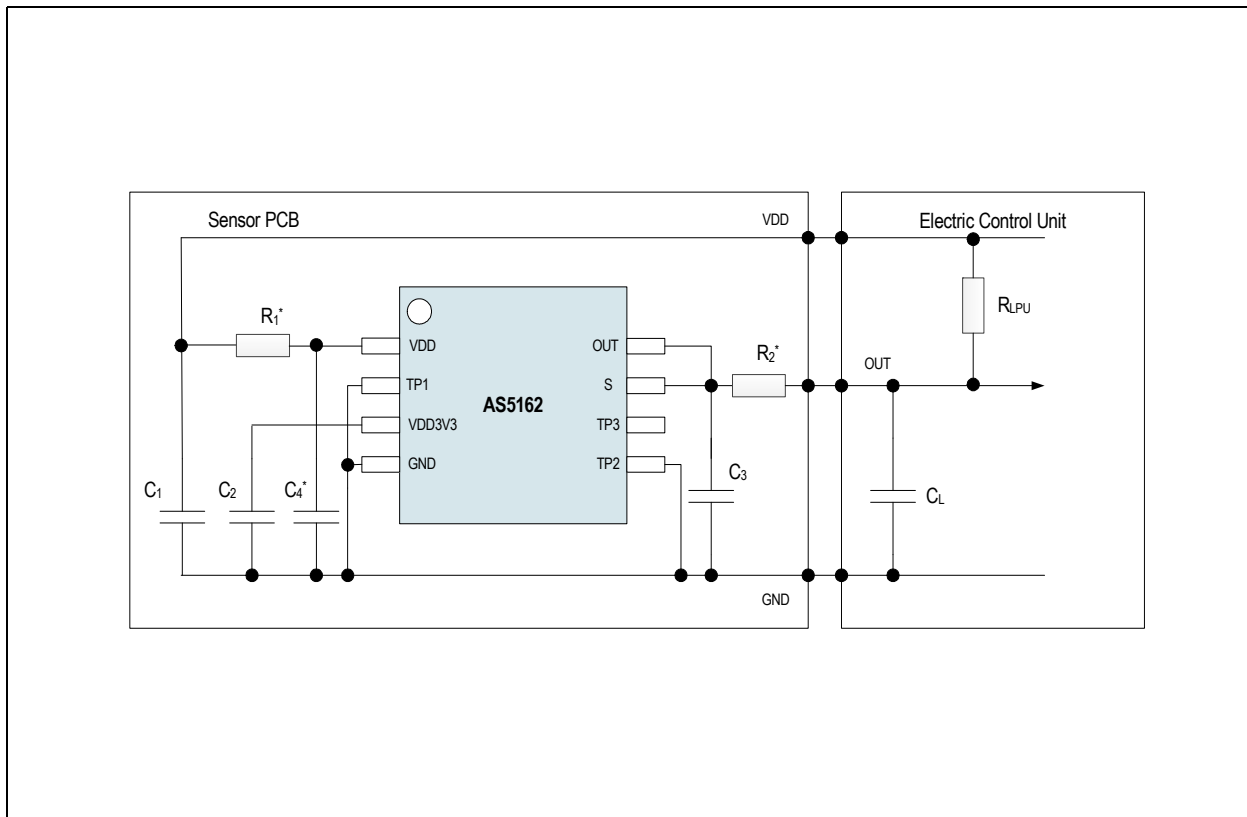 Sensor PCB
VDD
Electric Control Unit
R1*
RLPU
VDD
OUT
R2*
OUT
TP1
S
AS5162
VDD3V3
TP3
GND
TP2
C1
C2
C4*
C3
CL
GND